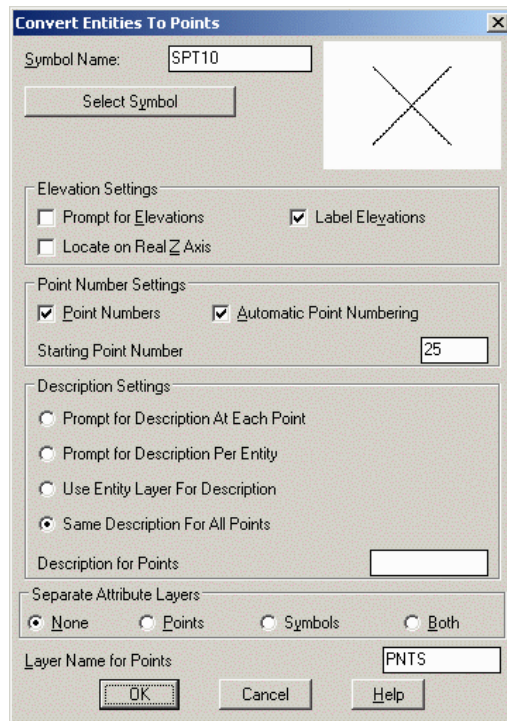 Convert Entities To Points
Symbol Name: SPT10
Select Symbol
Elevation Settings
Prompt for Elevations Label Elevations
Locate on Real Z Axis
Point Number Settings
Point Numbers Automatic Point Numbering
Starting Point Number 25
Description Settings
Prompt for Description At Each Point
Prompt for Description Per Entity
Use Entity Layer For Description
Same Description For All Points
Description for Points
Separate Attribute Layers
None Points Symbols Both
Layer Name for Points PNTS
OK Cancel Help